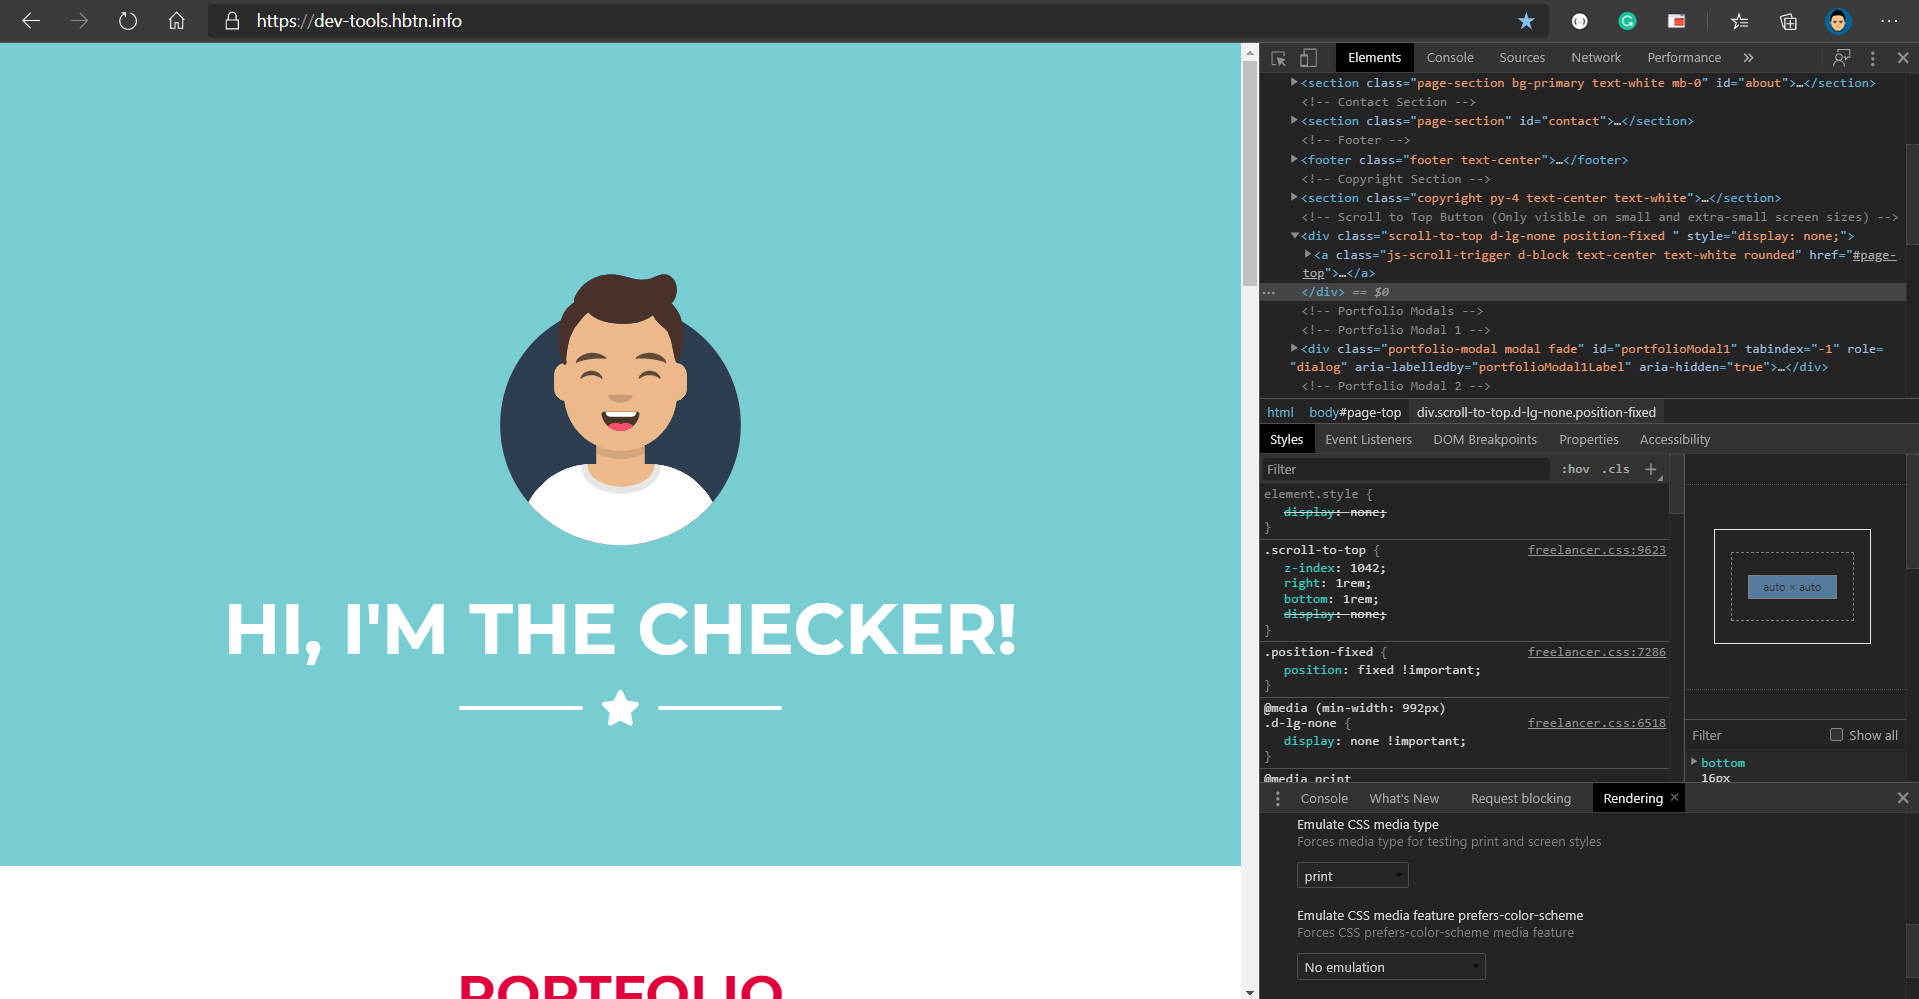 https://dev-tools.hbtn.info
HI, I'M THE CHECKER!
PORTFOLIO
Elements Console Sources Network Performance »
<section class="page-section bg-primary text-white mb-0" id="about">…</section>
<!-- Contact Section -->
<section class="page-section" id="contact">…</section>
<!-- Footer -->
<footer class="footer text-center">…</footer>
<!-- Copyright Section -->
<section class="copyright py-4 text-center text-white">…</section>
<!-- Scroll to Top Button (Only visible on small and extra-small screen sizes) -->
<div class="scroll-to-top d-lg-none position-fixed " style="display: none;">
<a class="js-scroll-trigger d-block text-center text-white rounded" href="#page-
top">…</a>
</div> == $0
<!-- Portfolio Modals -->
<!-- Portfolio Modal 1 -->
<div class="portfolio-modal modal fade" id="portfolioModal1" tabindex="-1" role=
"dialog" aria-labelledby="portfolioModal1Label" aria-hidden="true">…</div>
<!-- Portfolio Modal 2 -->
html body#page-top div.scroll-to-top.d-lg-none.position-fixed
Styles Event Listeners DOM Breakpoints Properties Accessibility
Filter :hov .cls +
element.style {
display: none;
}
.scroll-to-top { freelancer.css:9623
z-index: 1042;
right: 1rem;
bottom: 1rem;
display: none;
}
.position-fixed { freelancer.css:7286
position: fixed !important;
}
@media (min-width: 992px)
.d-lg-none { freelancer.css:6518
display: none !important;
}
@media print
auto × auto
Filter Show all
bottom
16px
Console What's New Request blocking Rendering
Emulate CSS media type
Forces media type for testing print and screen styles
print
Emulate CSS media feature prefers-color-scheme
Forces CSS prefers-color-scheme media feature
No emulation